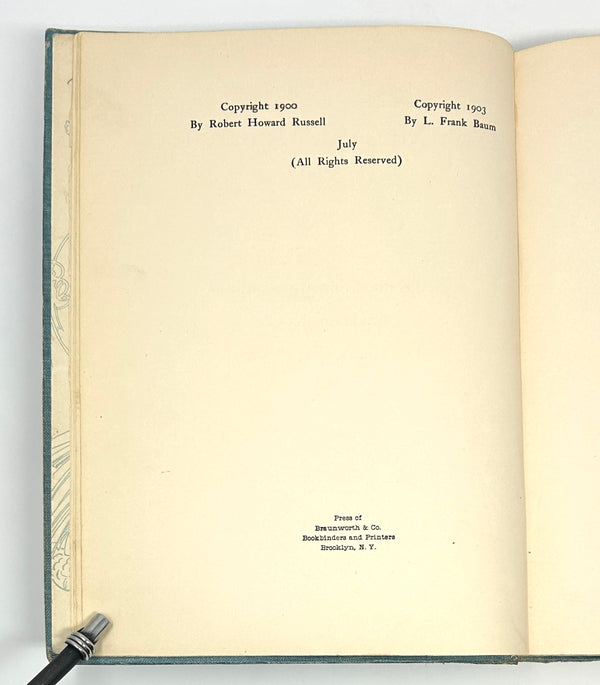 Copyright 1900
By Robert Howard Russell
Copyright 1903
By L. Frank Baum
July
(All Rights Reserved)
Press of
Braunworth & Co.
Bookbinders and Printers
Brooklyn, N. Y.